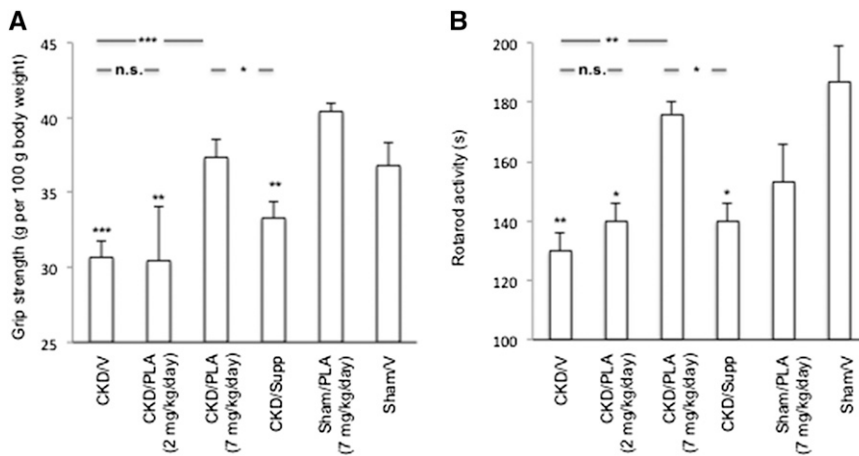 A
***
n.s.
*
45
40
35
30
25
Grip strength (g per 100 g body weight)
***
**
**
CKD/V
CKD/PLA
(2 mg/kg/day)
CKD/PLA
(7 mg/kg/day)
CKD/Supp
Sham/PLA
(7 mg/kg/day)
Sham/V
B
**
n.s.
*
200
180
160
140
120
100
Rotarod activity (s)
**
*
*
CKD/V
CKD/PLA
(2 mg/kg/day)
CKD/PLA
(7 mg/kg/day)
CKD/Supp
Sham/PLA
(7 mg/kg/day)
Sham/V